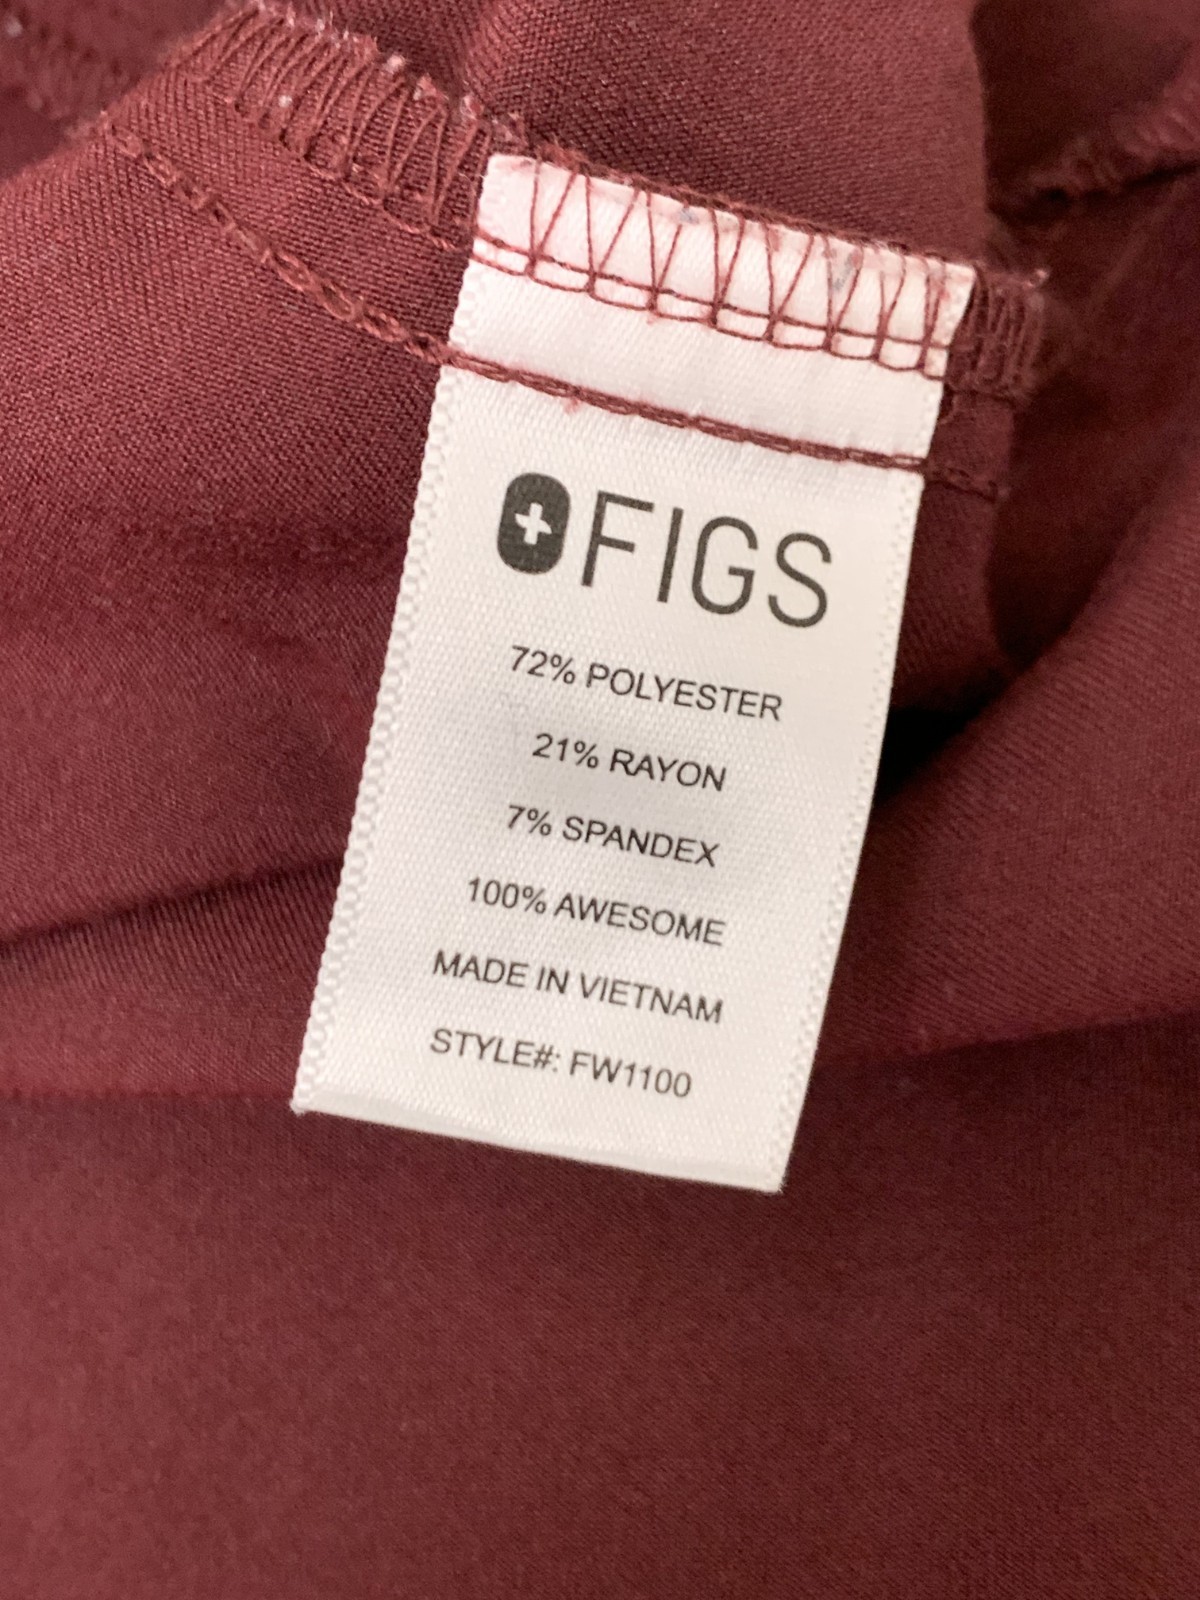 FIGS
72% POLYESTER
21% RAYON
7% SPANDEX
100% AWESOME
MADE IN VIETNAM
STYLE#: FW1100